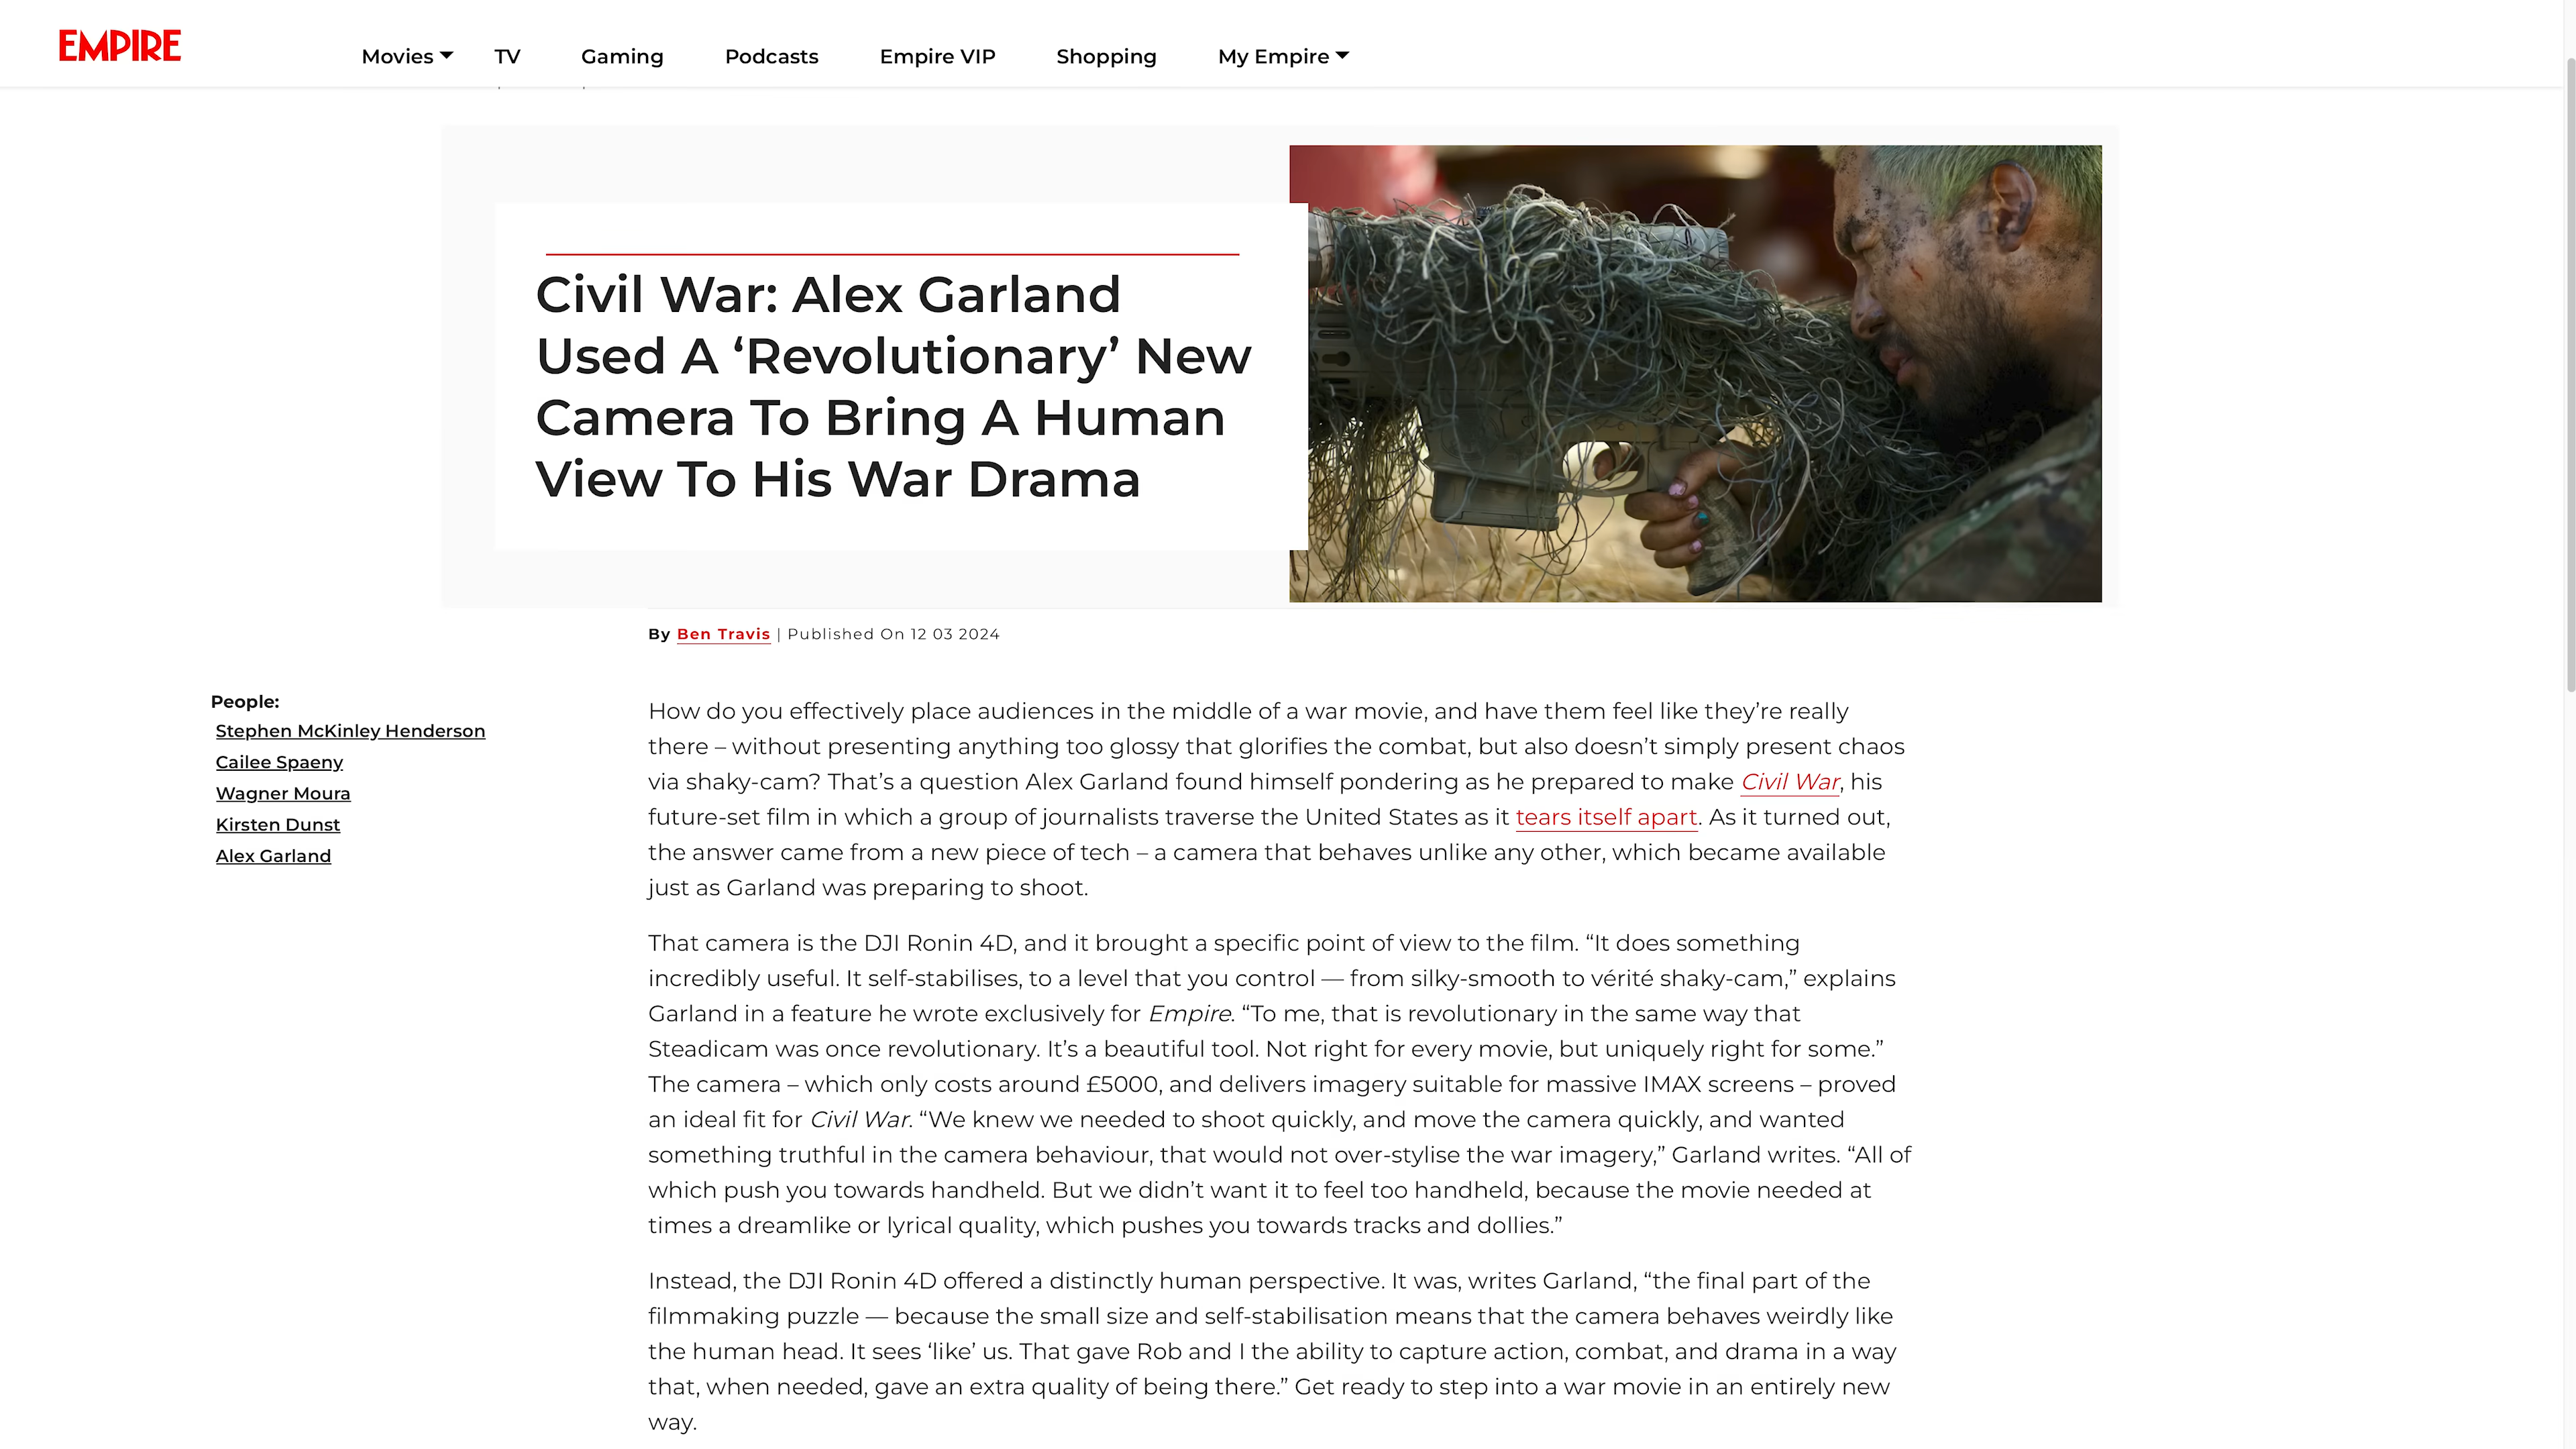 EMPIRE
Movies
TV
Gaming
Podcasts
Empire VIP
Shopping
My Empire
Civil War: Alex Garland
Used A ‘Revolutionary’ New
Camera To Bring A Human
View To His War Drama
By Ben Travis | Published On 12 03 2024
People:
Stephen McKinley Henderson
Cailee Spaeny
Wagner Moura
Kirsten Dunst
Alex Garland
How do you effectively place audiences in the middle of a war movie, and have them feel like they’re really
there – without presenting anything too glossy that glorifies the combat, but also doesn’t simply present chaos
via shaky-cam? That’s a question Alex Garland found himself pondering as he prepared to make Civil War, his
future-set film in which a group of journalists traverse the United States as it tears itself apart. As it turned out,
the answer came from a new piece of tech – a camera that behaves unlike any other, which became available
just as Garland was preparing to shoot.
That camera is the DJI Ronin 4D, and it brought a specific point of view to the film. “It does something
incredibly useful. It self-stabilises, to a level that you control — from silky-smooth to vérité shaky-cam,” explains
Garland in a feature he wrote exclusively for Empire. “To me, that is revolutionary in the same way that
Steadicam was once revolutionary. It’s a beautiful tool. Not right for every movie, but uniquely right for some.”
The camera – which only costs around £5000, and delivers imagery suitable for massive IMAX screens – proved
an ideal fit for Civil War. “We knew we needed to shoot quickly, and move the camera quickly, and wanted
something truthful in the camera behaviour, that would not over-stylise the war imagery,” Garland writes. “All of
which push you towards handheld. But we didn’t want it to feel too handheld, because the movie needed at
times a dreamlike or lyrical quality, which pushes you towards tracks and dollies.”
Instead, the DJI Ronin 4D offered a distinctly human perspective. It was, writes Garland, “the final part of the
filmmaking puzzle — because the small size and self-stabilisation means that the camera behaves weirdly like
the human head. It sees ‘like’ us. That gave Rob and I the ability to capture action, combat, and drama in a way
that, when needed, gave an extra quality of being there.” Get ready to step into a war movie in an entirely new
way.